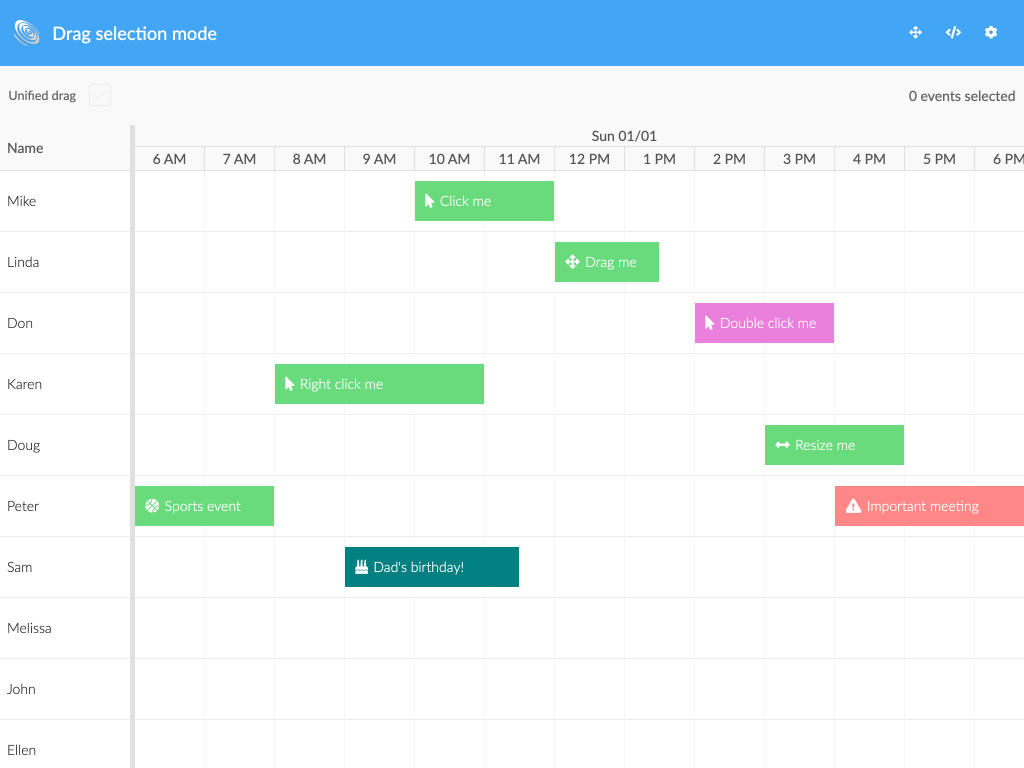 Drag selection mode
Unified drag
0 events selected
Name
Sun 01/01
6 AM 7 AM 8 AM 9 AM 10 AM 11 AM 12 PM 1 PM 2 PM 3 PM 4 PM 5 PM 6 PM
Mike Click me
Linda Drag me
Don Double click me
Karen Right click me
Doug Resize me
Peter Sports event Important meeting
Sam Dad's birthday!
Melissa
John
Ellen